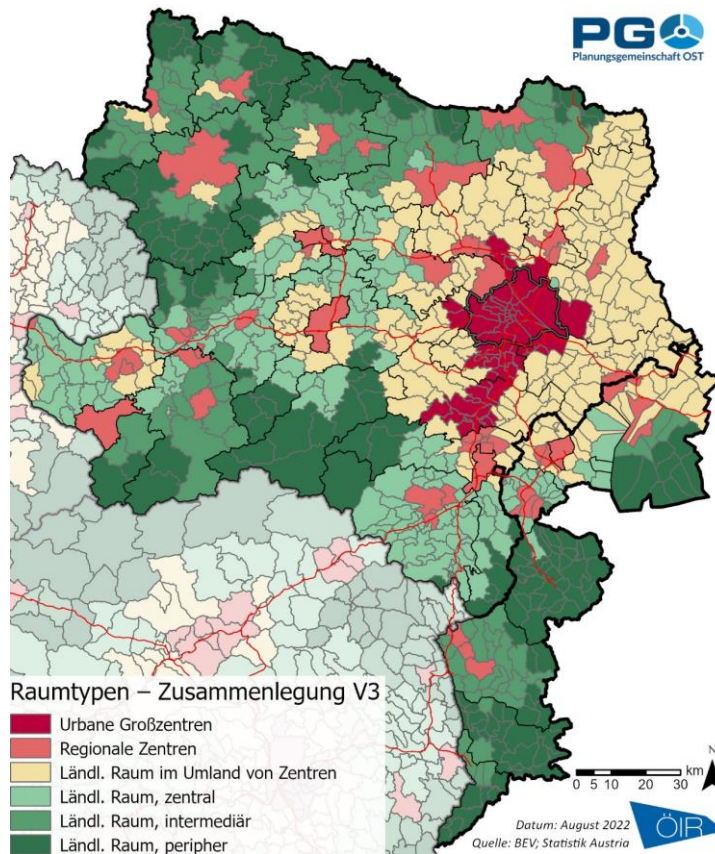 PGO
Planungsgemeinschaft OST
Raumtypen – Zusammenlegung V3
Urbane Großzentren
Regionale Zentren
Ländl. Raum im Umland von Zentren
Ländl. Raum, zentral
Ländl. Raum, intermediär
Ländl. Raum, peripher
N
0 5 10 20 30
km
Datum: August 2022
Quelle: BEV; Statistik Austria
ÖIR